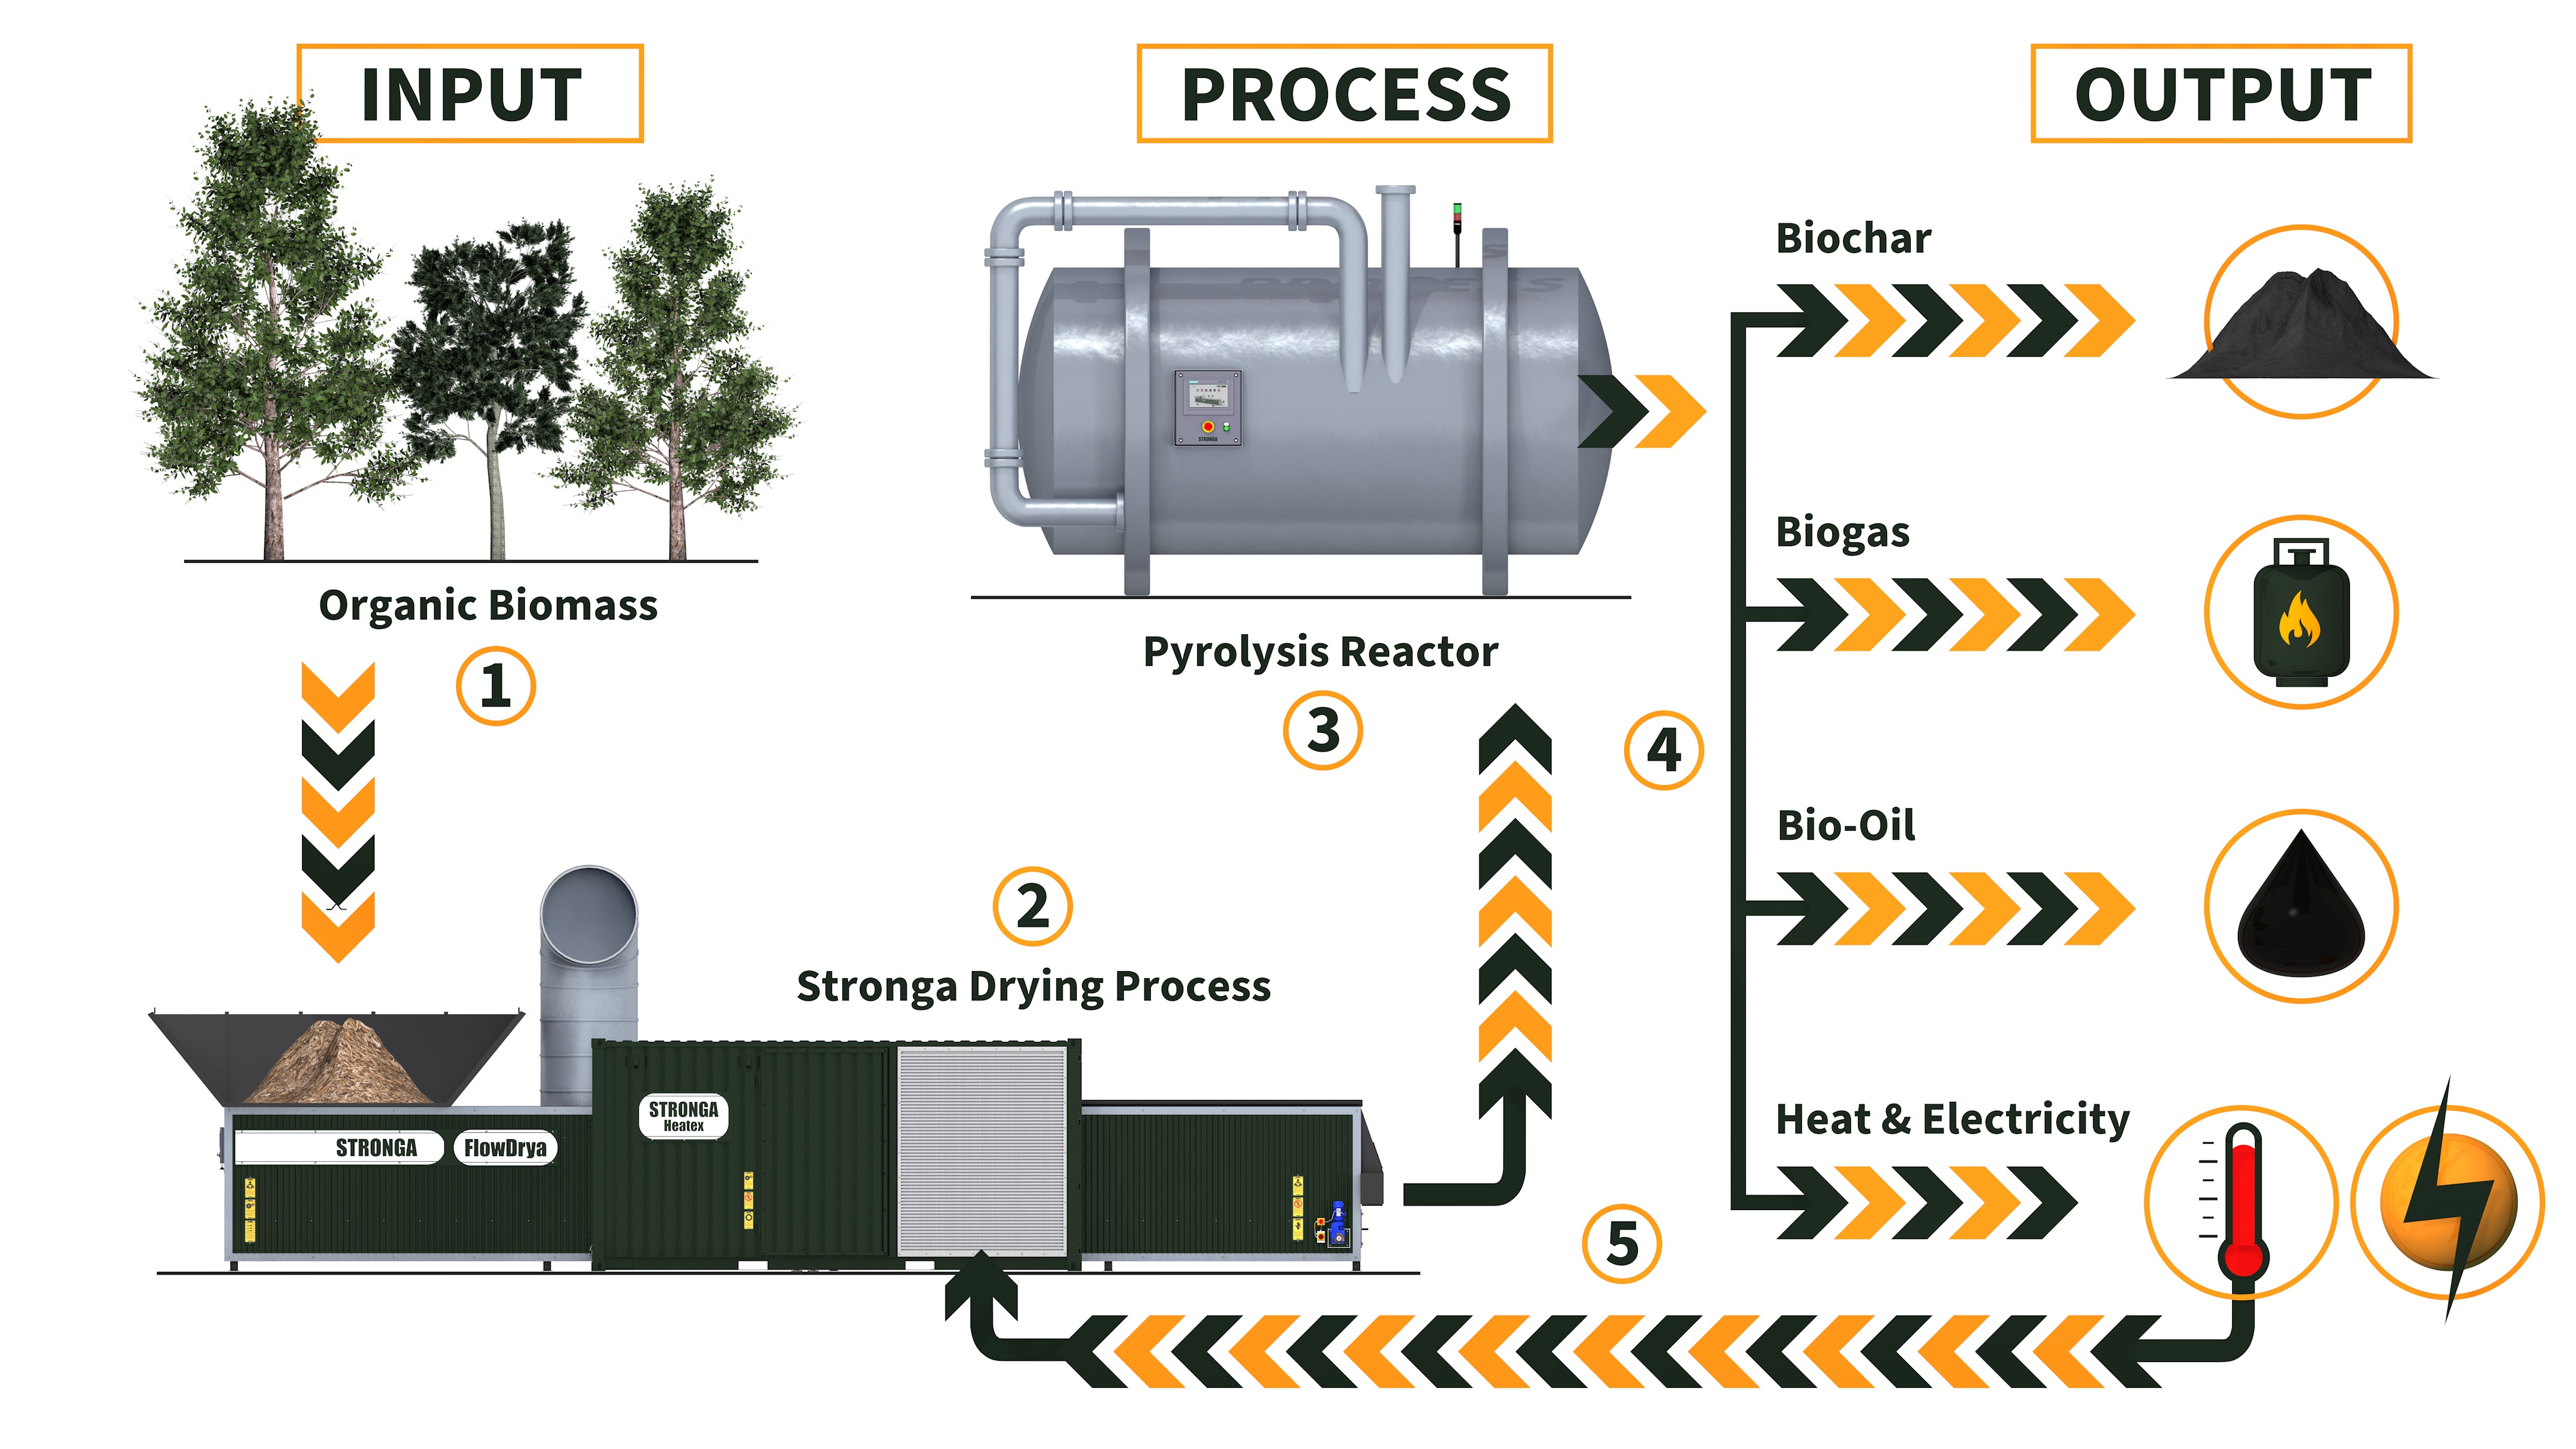 INPUT
PROCESS
OUTPUT
Organic Biomass
1
STRONGA
FlowDrya
STRONGA
Heatex
2
Stronga Drying Process
STRONGA
Pyrolysis Reactor
3
4
Biochar
Biogas
Bio-Oil
Heat & Electricity
5